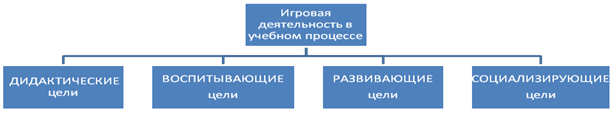 Игровая
деятельность в
учебном процессе
ДИДАКТИЧЕСКИЕ
цели
ВОСПИТЫВАЮЩИЕ
цели
РАЗВИВАЮЩИЕ
цели
СОЦИАЛИЗИРУЮЩИЕ
цели